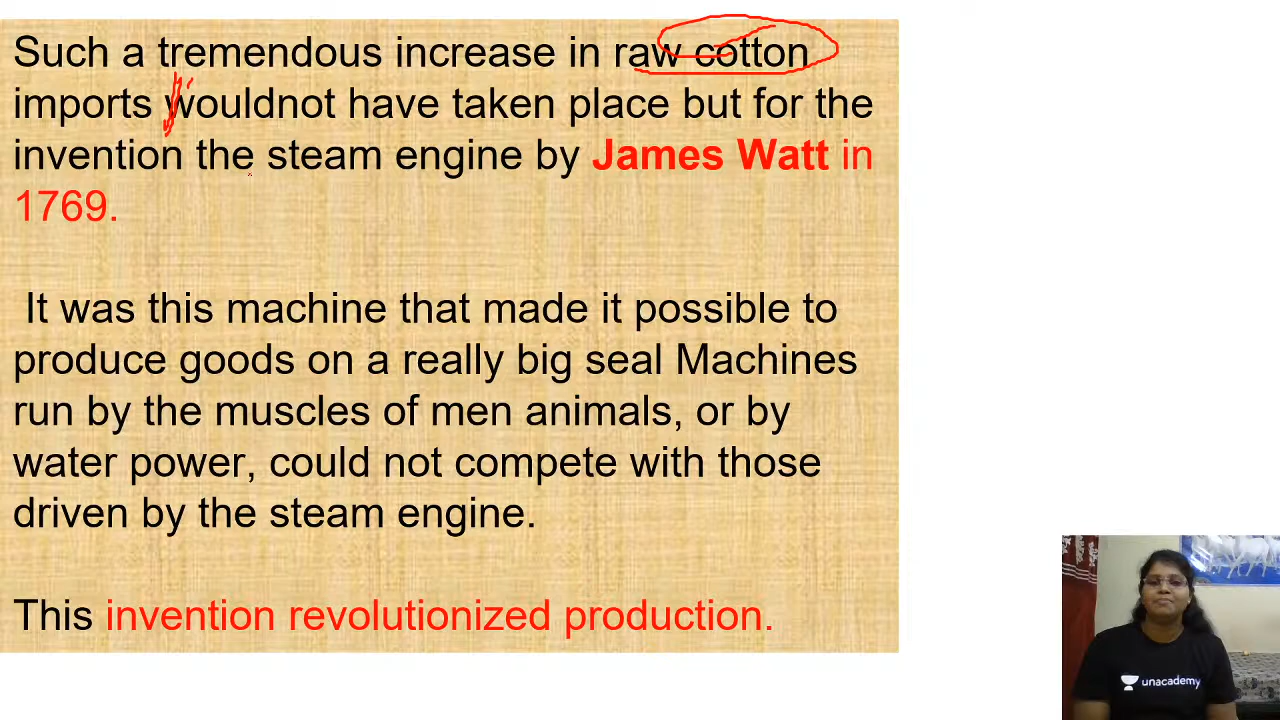 Such a tremendous increase in raw cotton
imports wouldnot have taken place but for the
invention the steam engine by James Watt in
1769.
It was this machine that made it possible to
produce goods on a really big seal Machines
run by the muscles of men animals, or by
water power, could not compete with those
driven by the steam engine.
This invention revolutionized production.
unacademy